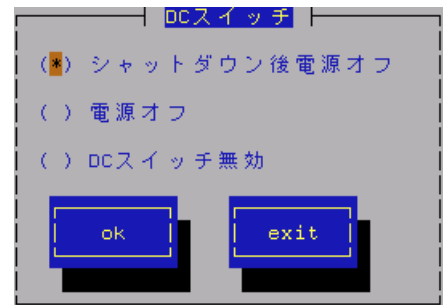 DCスイッチ
(*) シャットダウン後電源オフ
( ) 電源オフ
( ) DCスイッチ無効
ok exit